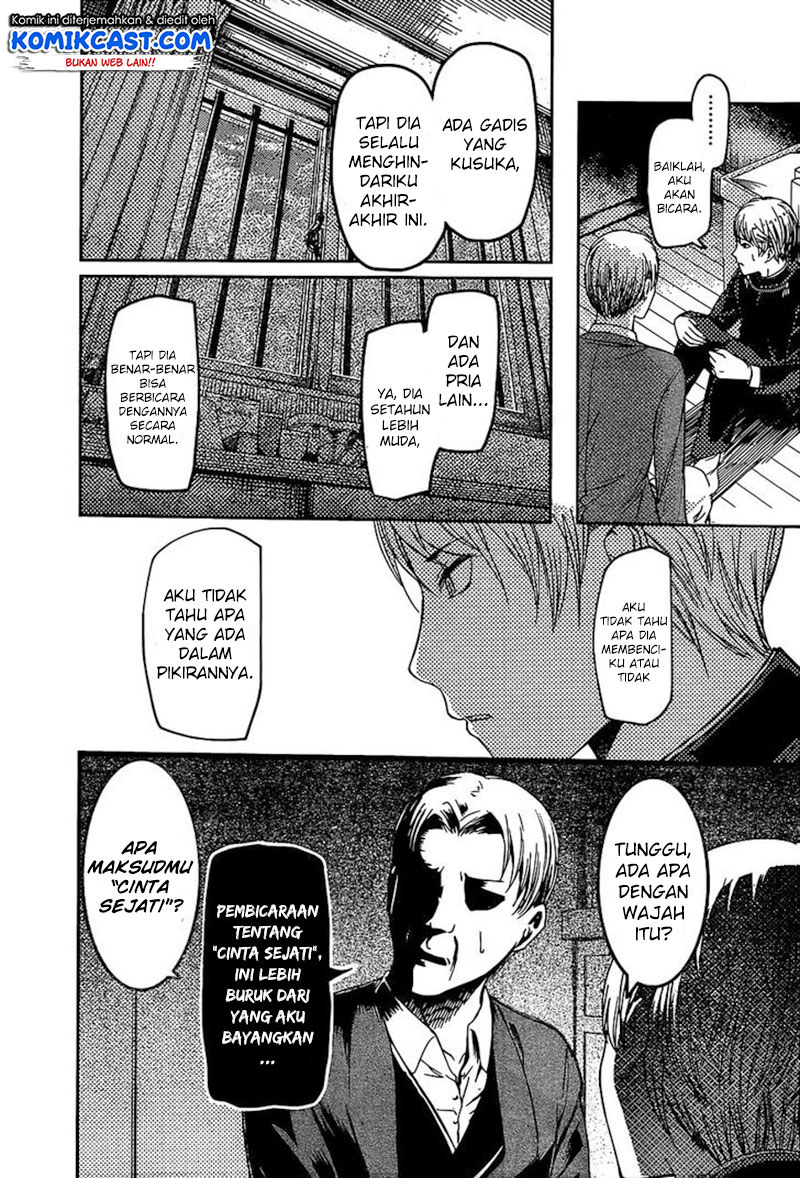 Komik ini diterjemahkan & diedit oleh
KOMIKCAST.COM
BUKAN WEB LAIN!!
........
BAIKLAH,
AKU
AKAN
BICARA.
ADA GADIS
YANG
KUSUKA,
TAPI DIA
SELALU
MENGHIN-
DARIKU
AKHIR-
AKHIR INI.
DAN
ADA
PRIA
LAIN...
YA, DIA
SETAHUN
LEBIH
MUDA,
TAPI DIA
BENAR-BENAR
BISA
BERBICARA
DENGANNYA
SECARA
NORMAL.
AKU
TIDAK TAHU
APA DIA
MEMBENCI-
KU ATAU
TIDAK
AKU TIDAK
TAHU APA
YANG ADA
DALAM
PIKIRANNYA.
TUNGGU,
ADA APA
DENGAN
WAJAH
ITU?
PEMBICARAAN
TENTANG
"CINTA SEJATI",
INI LEBIH
BURUK DARI
YANG AKU
BAYANGKAN
...
APA
MAKSUDMU
"CINTA
SEJATI"?